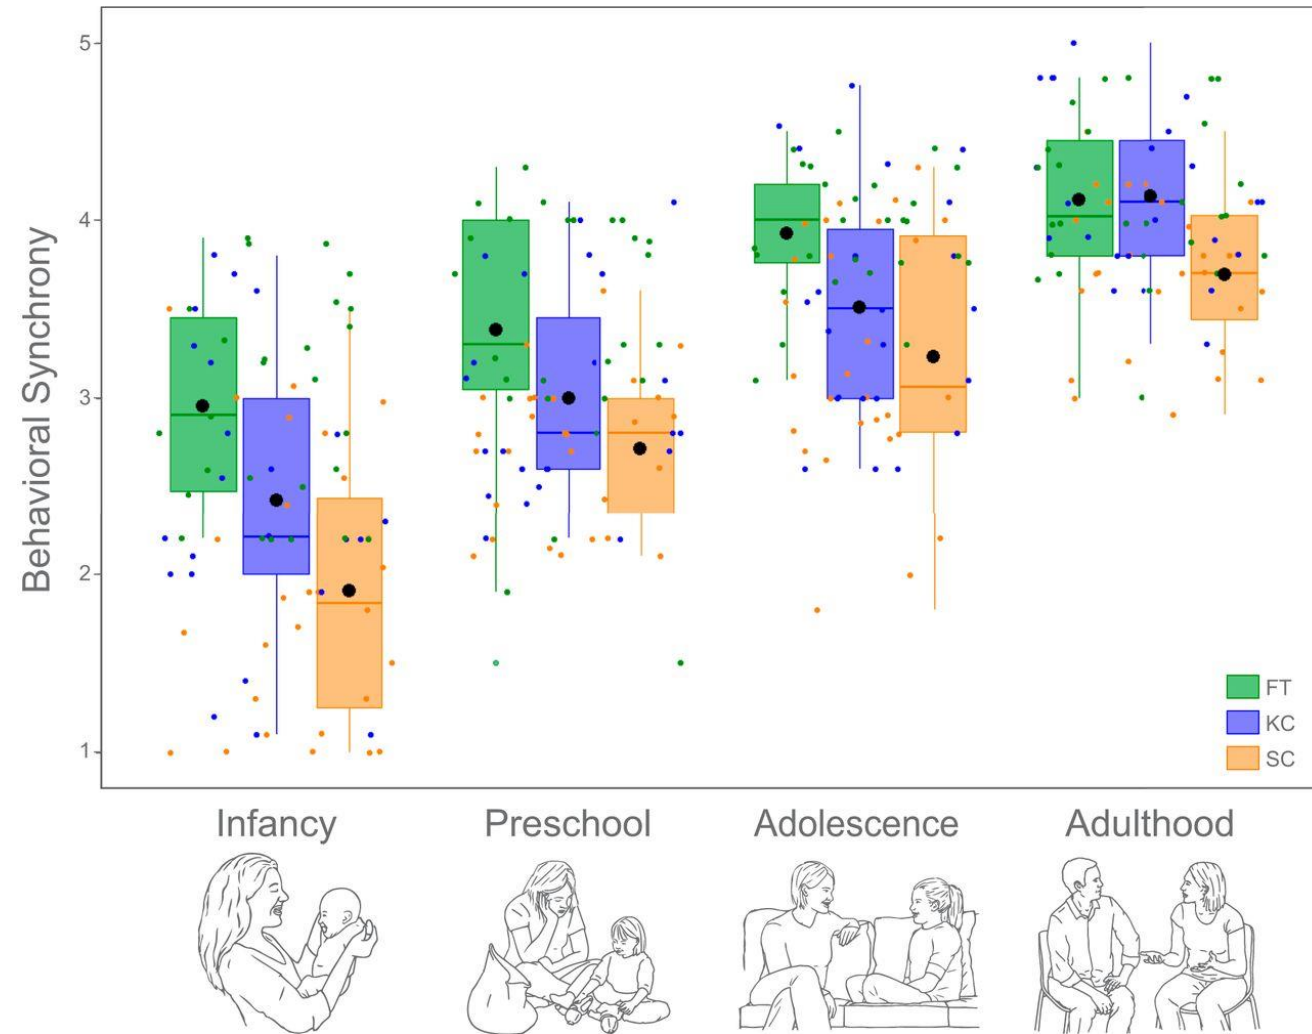 Behavioral Synchrony
5
4
3
2
1
FT
KC
SC
Infancy
Preschool
Adolescence
Adulthood